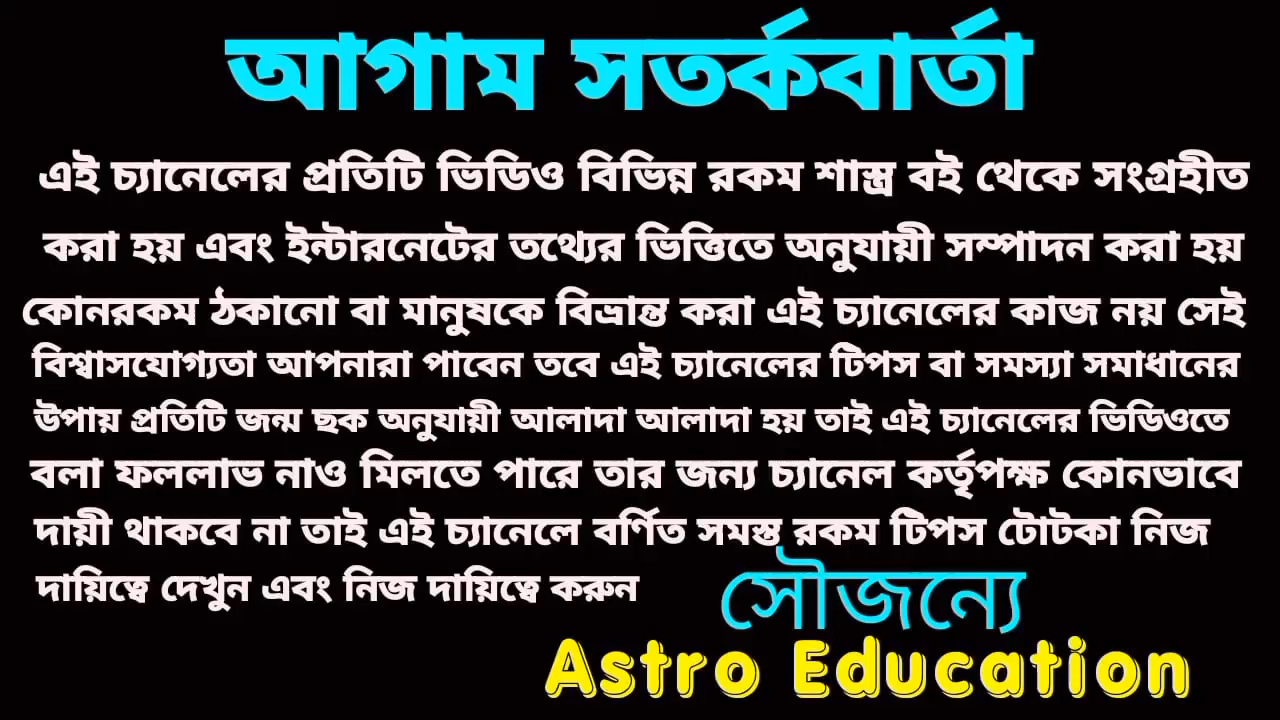 আগাম সতর্কবার্তা
এই চ্যানেলের প্রতিটি ভিডিও বিভিন্ন রকম শাস্ত্র বই থেকে সংগ্রহীত
করা হয় এবং ইন্টারনেটের তথ্যের ভিত্তিতে অনুযায়ী সম্পাদন করা হয়
কোনরকম ঠকানো বা মানুষকে বিভ্রান্ত করা এই চ্যানেলের কাজ নয় সেই
বিশ্বাসযোগ্যতা আপনারা পাবেন তবে এই চ্যানেলের টিপস বা সমস্যা সমাধানের
উপায় প্রতিটি জন্ম ছক অনুযায়ী আলাদা আলাদা হয় তাই এই চ্যানেলের ভিডিওতে
বলা ফললাভ নাও মিলতে পারে তার জন্য চ্যানেল কর্তৃপক্ষ কোনভাবে
দায়ী থাকবে না তাই এই চ্যানেলে বর্ণিত সমস্ত রকম টিপস টোটকা নিজ
দায়িত্বে দেখুন এবং নিজ দায়িত্বে করুন
সৌজন্যে
Astro Education